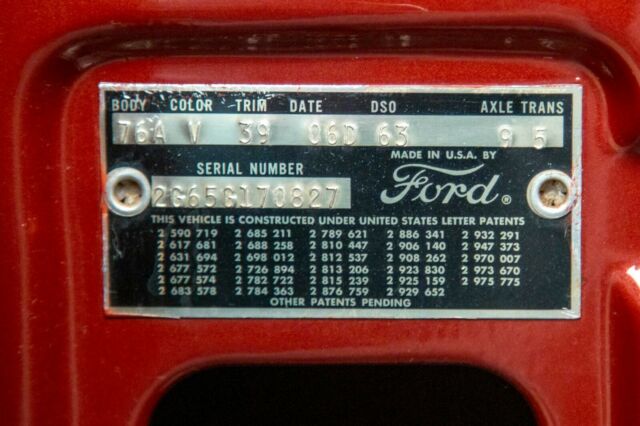 BODY COLOR TRIM DATE DSO AXLE TRANS
76A V 39 06D 63 9 5
SERIAL NUMBER
MADE IN U.S.A. BY
2G65G170827
Ford®
THIS VEHICLE IS CONSTRUCTED UNDER UNITED STATES LETTER PATENTS
2 590 719 2 685 211 2 789 621 2 886 341 2 932 291
2 617 681 2 688 258 2 810 447 2 906 140 2 947 373
2 631 694 2 698 012 2 812 537 2 908 262 2 970 007
2 677 572 2 726 894 2 813 206 2 923 830 2 973 670
2 677 574 2 782 722 2 815 239 2 925 159 2 975 775
2 683 578 2 784 363 2 876 759 2 929 652
OTHER PATENTS PENDING